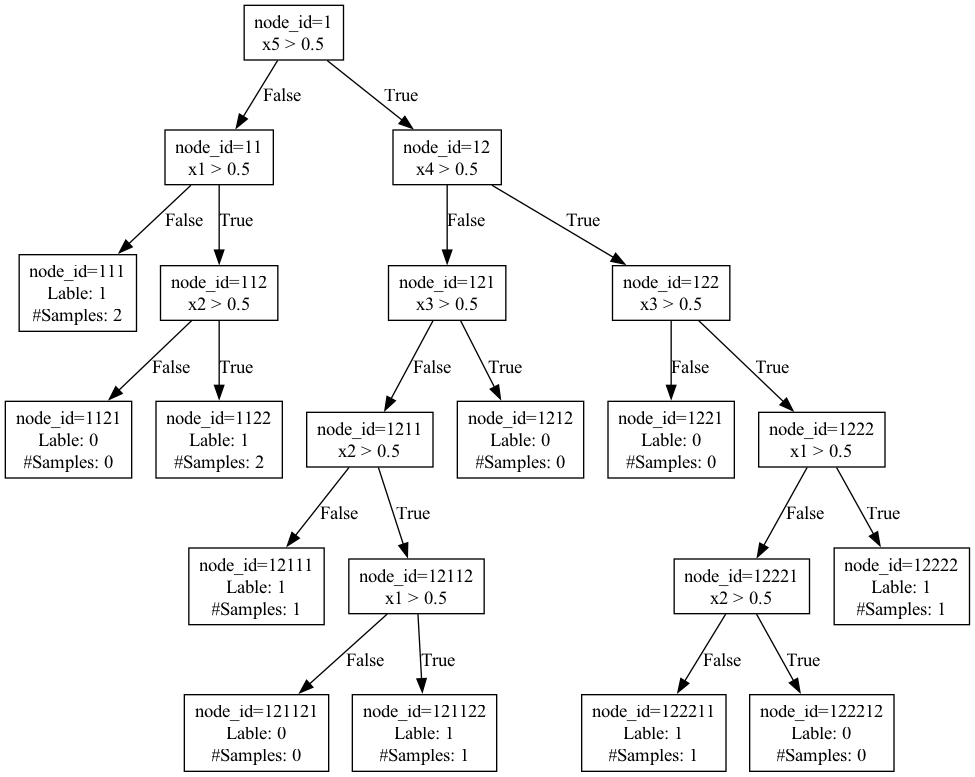 node_id=1
x5 > 0.5
False
True
node_id=11
x1 > 0.5
node_id=12
x4 > 0.5
False
True
False
True
node_id=111
Lable: 1
#Samples: 2
node_id=112
x2 > 0.5
node_id=121
x3 > 0.5
node_id=122
x3 > 0.5
False
True
False
True
False
True
node_id=1121
Lable: 0
#Samples: 0
node_id=1122
Lable: 1
#Samples: 2
node_id=1211
x2 > 0.5
node_id=1212
Lable: 0
#Samples: 0
node_id=1221
Lable: 0
#Samples: 0
node_id=1222
x1 > 0.5
False
True
False
True
node_id=12111
Lable: 1
#Samples: 1
node_id=12112
x1 > 0.5
node_id=12221
x2 > 0.5
node_id=12222
Lable: 1
#Samples: 1
False
True
False
True
node_id=121121
Lable: 0
#Samples: 0
node_id=121122
Lable: 1
#Samples: 1
node_id=122211
Lable: 1
#Samples: 1
node_id=122212
Lable: 0
#Samples: 0